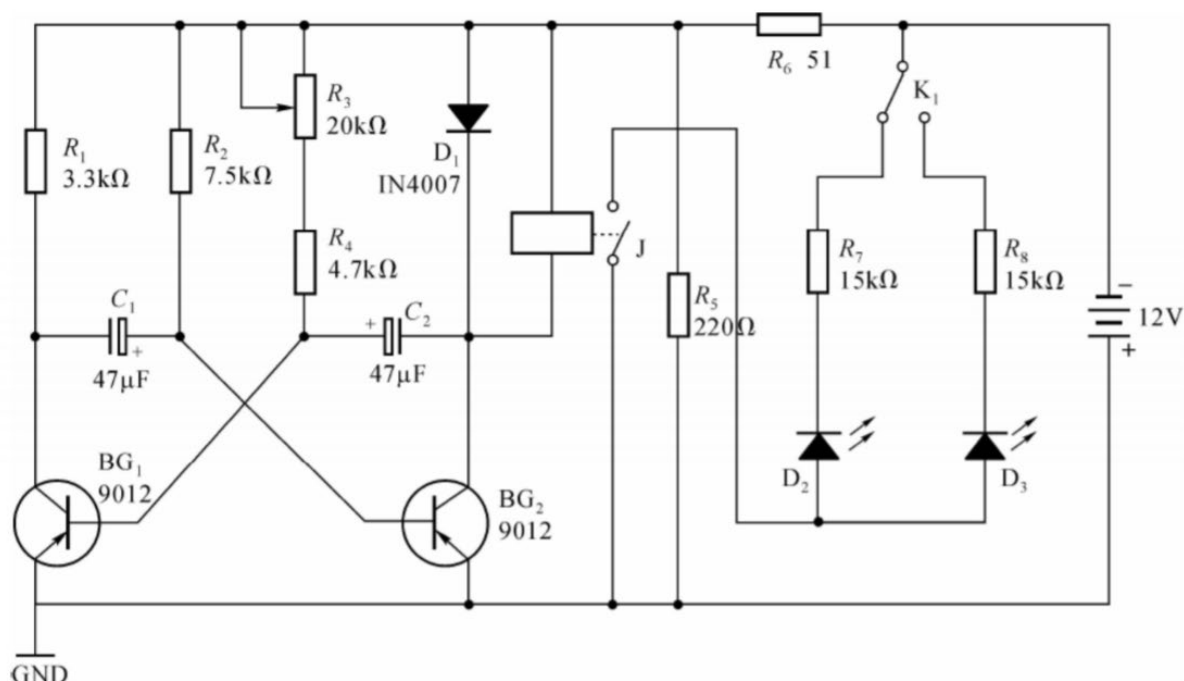 R₆ 51
K₁
R₁
3.3kΩ
R₂
7.5kΩ
R₃
20kΩ
D₁
IN4007
R₄
4.7kΩ
J
R₇
15kΩ
R₈
15kΩ
C₁
+
47μF
C₂
+
47μF
R₅
220Ω
−
12V
+
BG₁
9012
BG₂
9012
D₂
D₃
GND